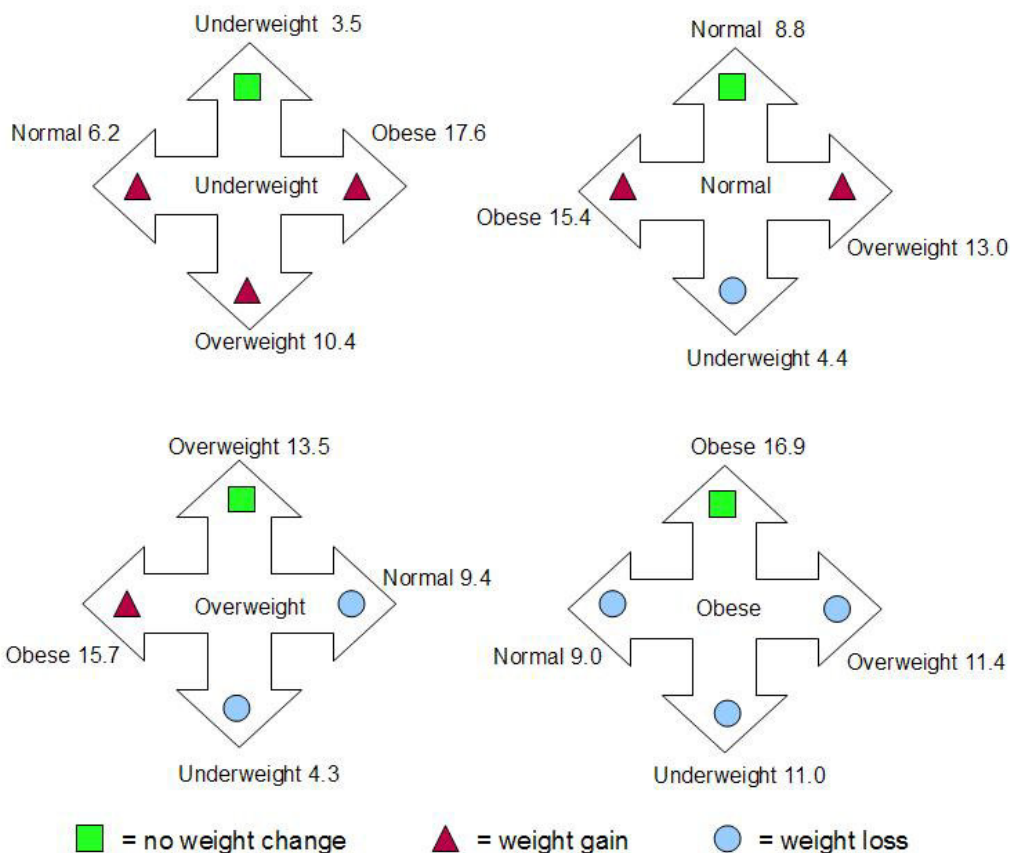 Underweight 3.5
Normal 8.8
Normal 6.2
Obese 17.6
Underweight
Normal
Obese 15.4
Overweight 13.0
Overweight 10.4
Underweight 4.4
Overweight 13.5
Obese 16.9
Normal 9.4
Overweight
Obese
Obese 15.7
Normal 9.0
Overweight 11.4
Underweight 4.3
Underweight 11.0
= no weight change
= weight gain
= weight loss